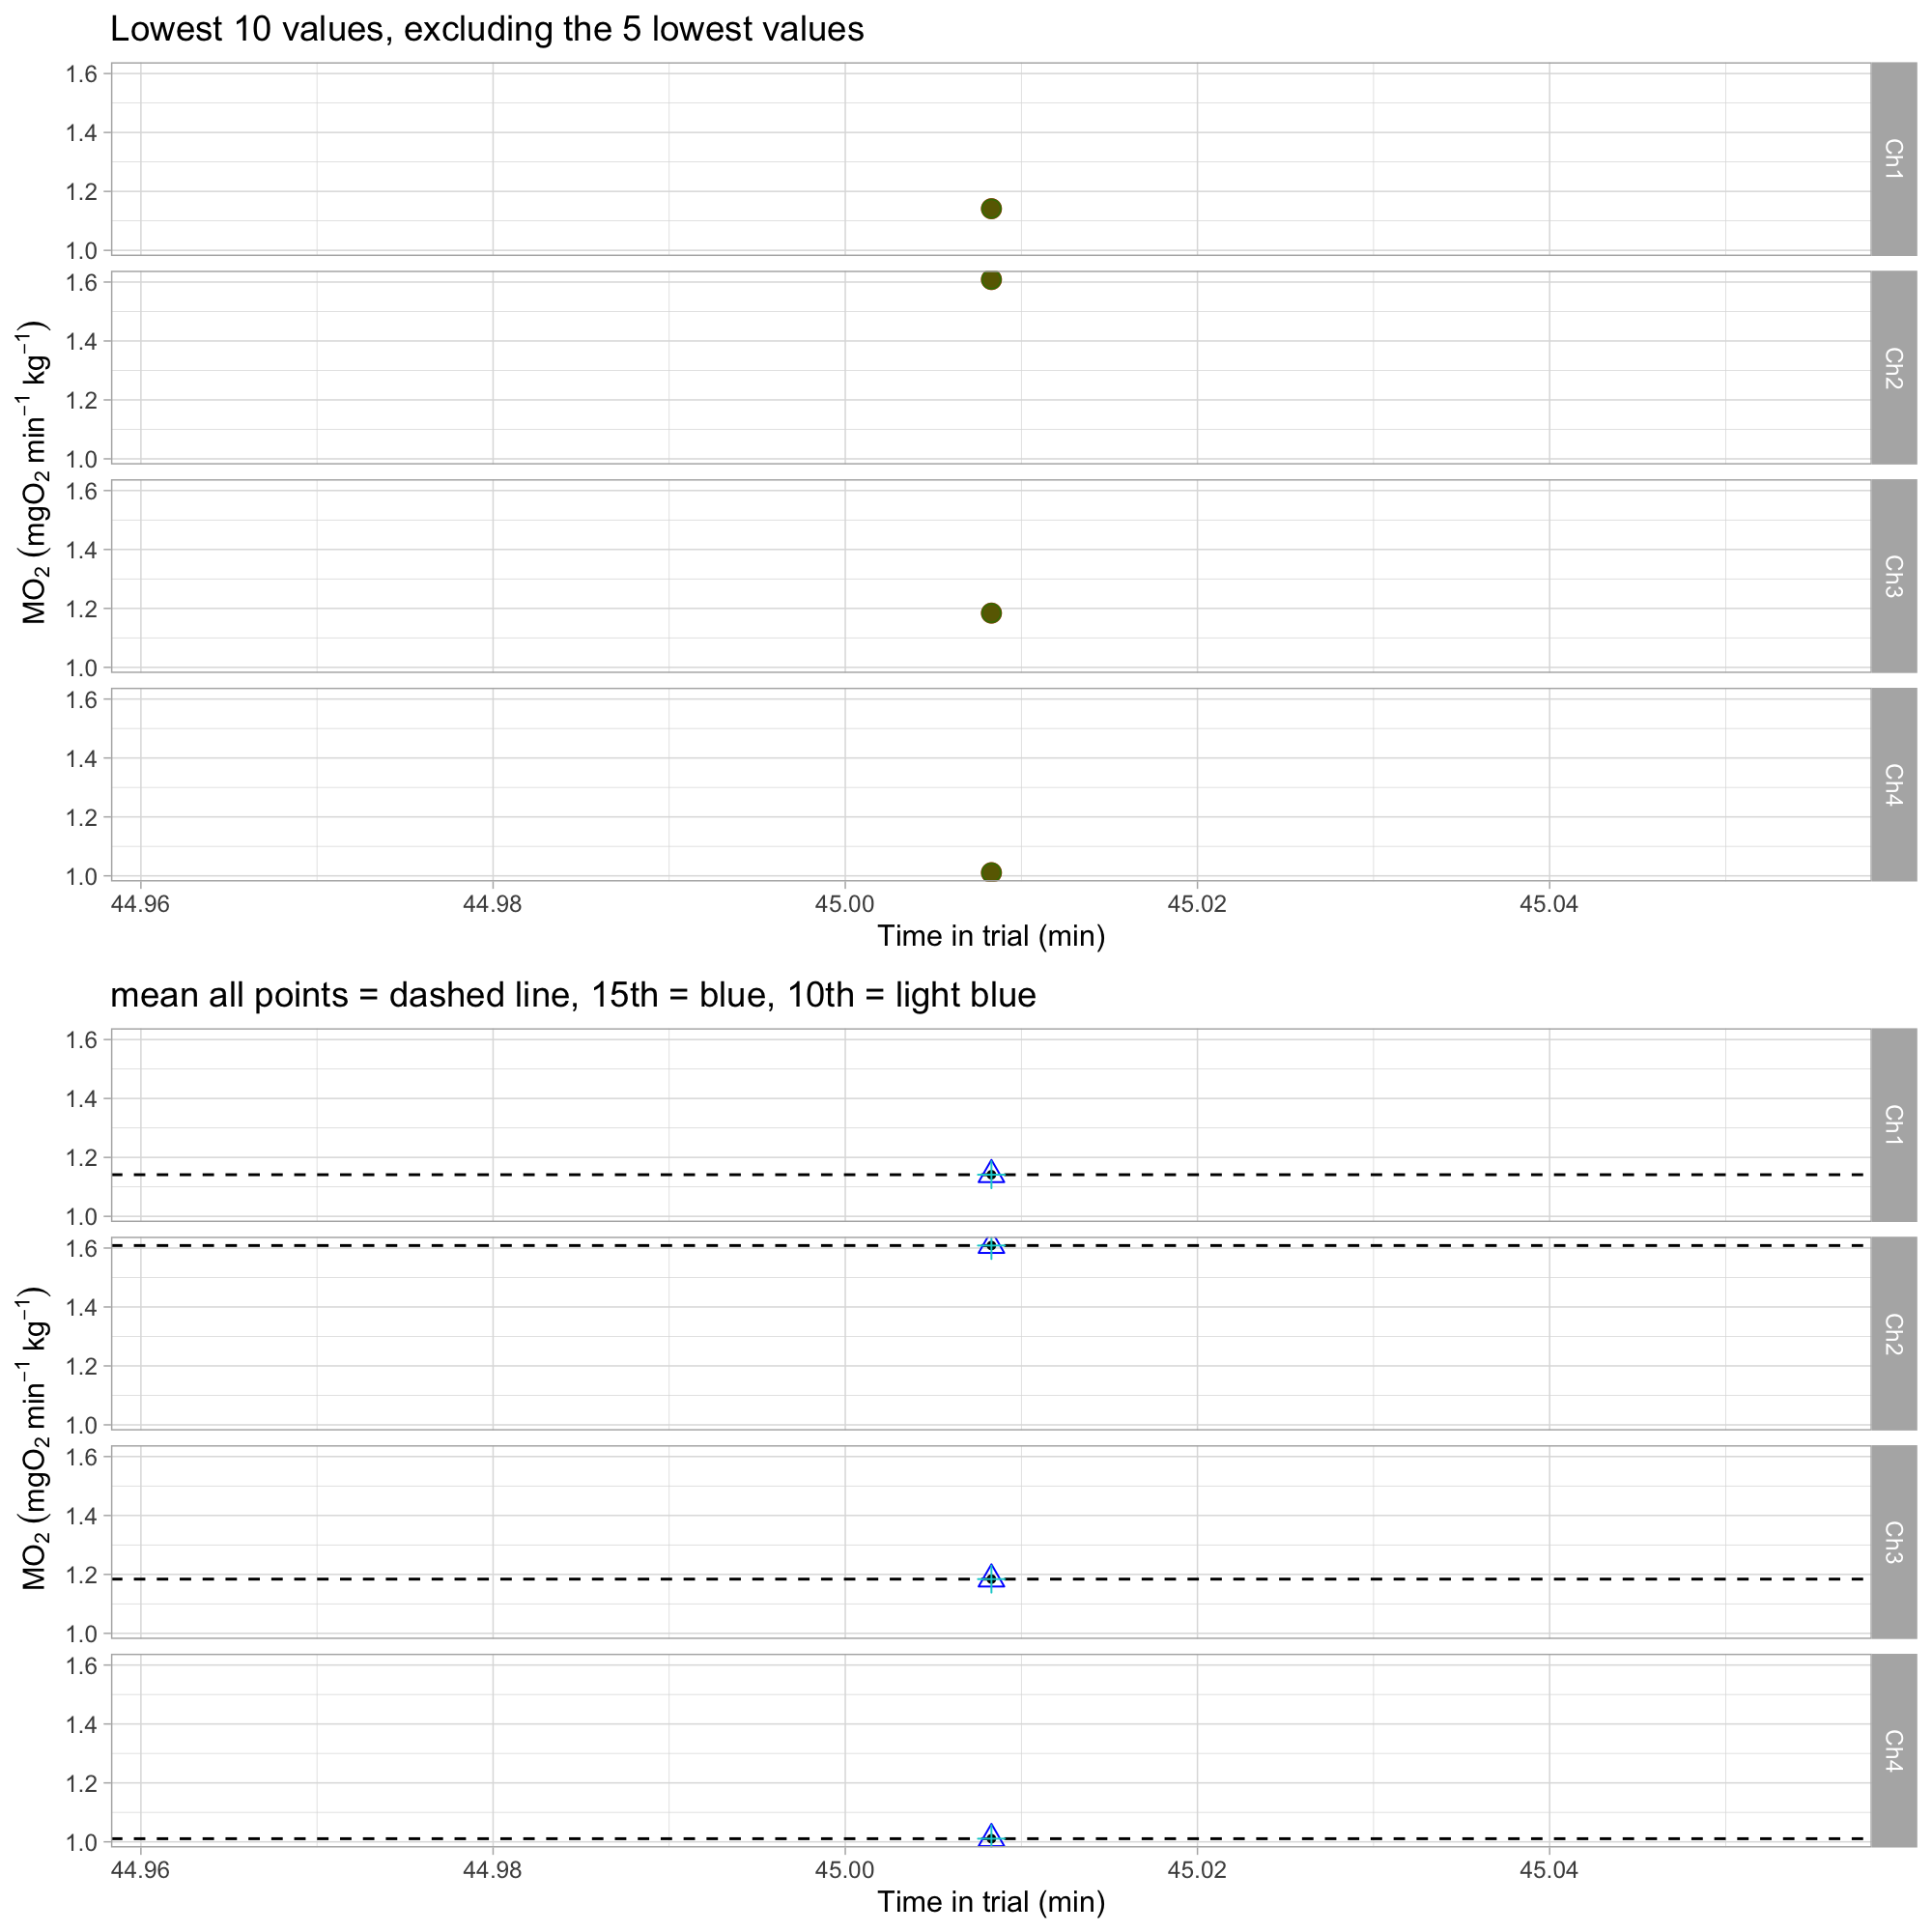 Lowest 10 values, excluding the 5 lowest values
MO₂ (mgO₂ min⁻¹ kg⁻¹)
1.6
1.4
1.2
1.0
Ch1
1.6
1.4
1.2
1.0
Ch2
1.6
1.4
1.2
1.0
Ch3
1.6
1.4
1.2
1.0
Ch4
44.96 44.98 45.00 45.02 45.04
Time in trial (min)
mean all points = dashed line, 15th = blue, 10th = light blue
MO₂ (mgO₂ min⁻¹ kg⁻¹)
1.6
1.4
1.2
1.0
Ch1
1.6
1.4
1.2
1.0
Ch2
1.6
1.4
1.2
1.0
Ch3
1.6
1.4
1.2
1.0
Ch4
44.96 44.98 45.00 45.02 45.04
Time in trial (min)